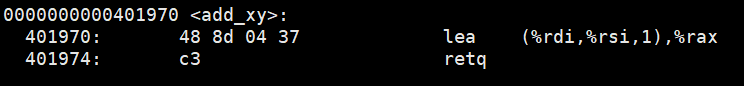 0000000000401970 <add_xy>:
  401970:       48 8d 04 37             lea    (%rdi,%rsi,1),%rax
  401974:       c3                      retq